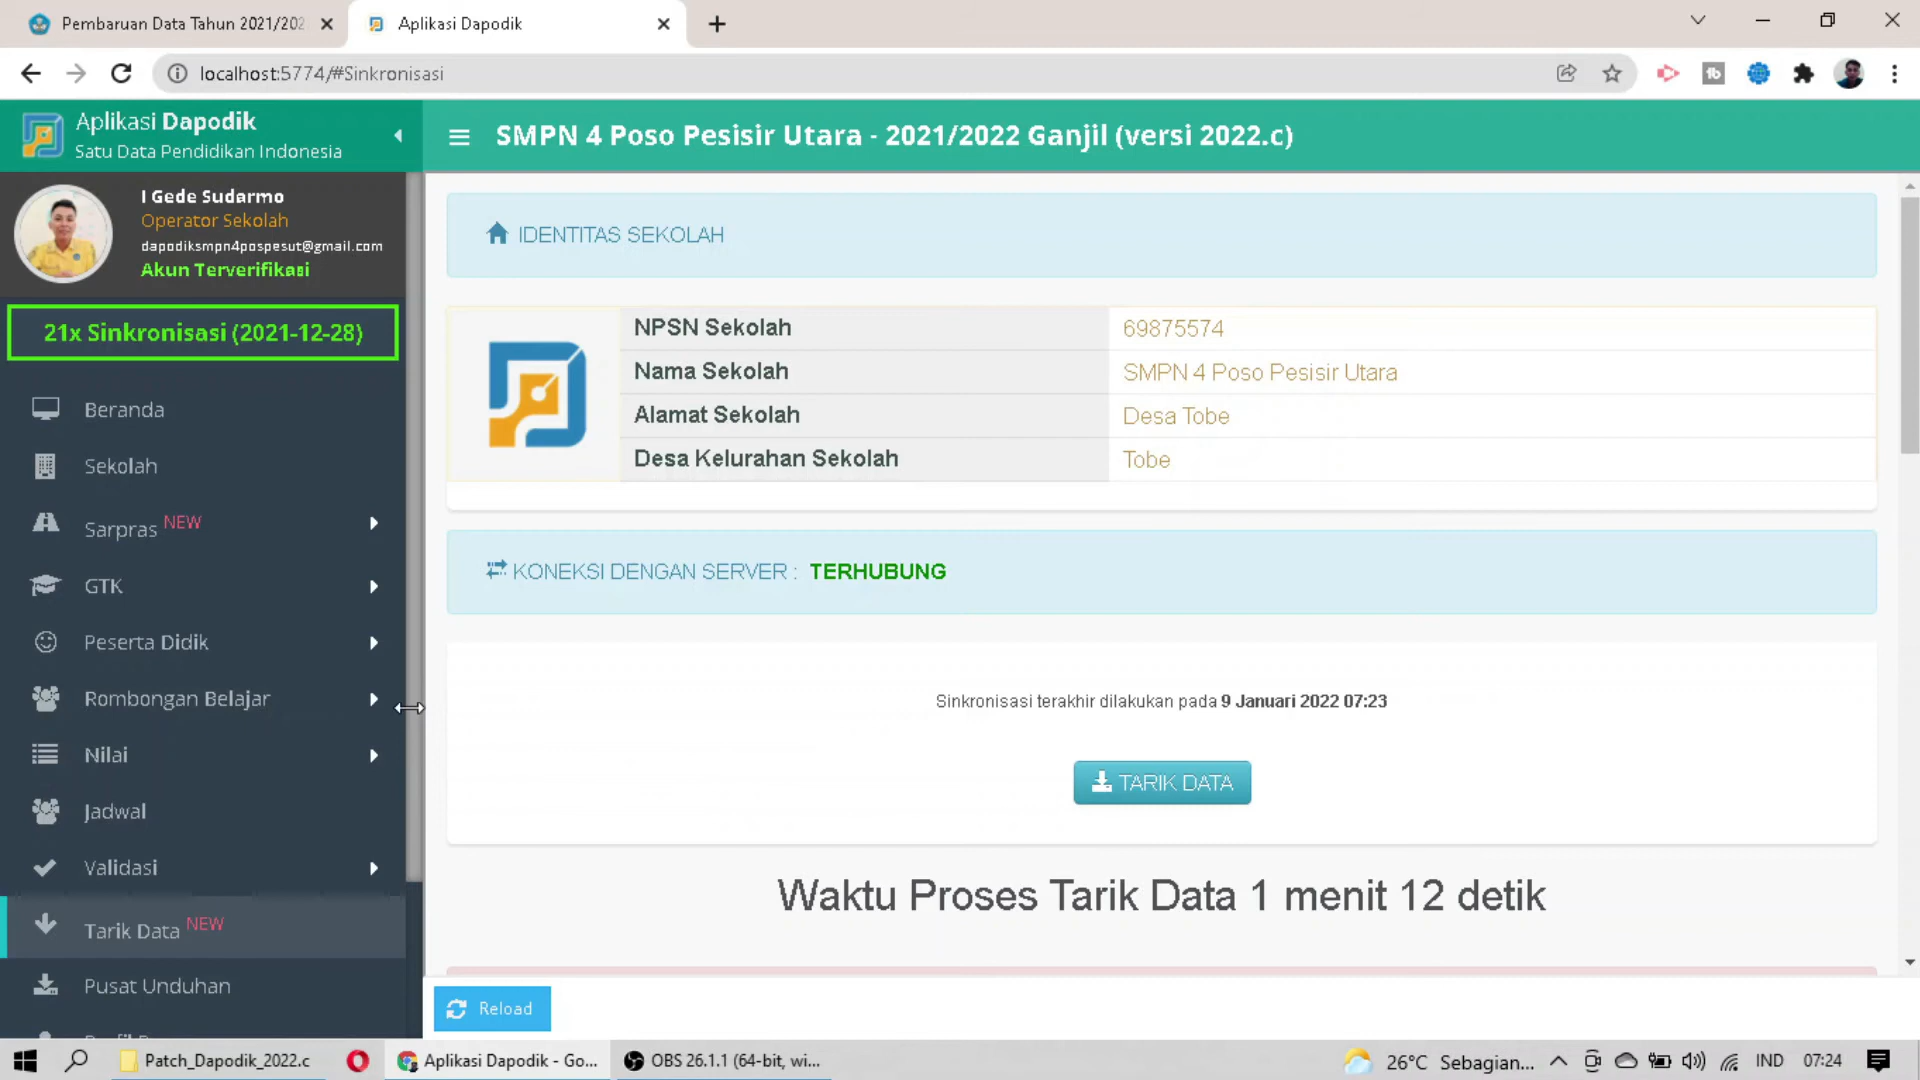 Pembaruan Data Tahun 2021/202
Aplikasi Dapodik
localhost:5774/#Sinkronisasi
Aplikasi Dapodik
Satu Data Pendidikan Indonesia
SMPN 4 Poso Pesisir Utara - 2021/2022 Ganjil (versi 2022.c)
I Gede Sudarmo
Operator Sekolah
dapodiksmpn4pospesut@gmail.com
Akun Terverifikasi
21x Sinkronisasi (2021-12-28)
Beranda
Sekolah
Sarpras NEW
GTK
Peserta Didik
Rombongan Belajar
Nilai
Jadwal
Validasi
Tarik Data NEW
Pusat Unduhan
IDENTITAS SEKOLAH
NPSN Sekolah 69875574
Nama Sekolah SMPN 4 Poso Pesisir Utara
Alamat Sekolah Desa Tobe
Desa Kelurahan Sekolah Tobe
KONEKSI DENGAN SERVER : TERHUBUNG
Sinkronisasi terakhir dilakukan pada 9 Januari 2022 07:23
TARIK DATA
Waktu Proses Tarik Data 1 menit 12 detik
Reload
Patch_Dapodik_2022.c
Aplikasi Dapodik - Go...
OBS 26.1.1 (64-bit, wi...
26°C Sebagian...
IND
07:24